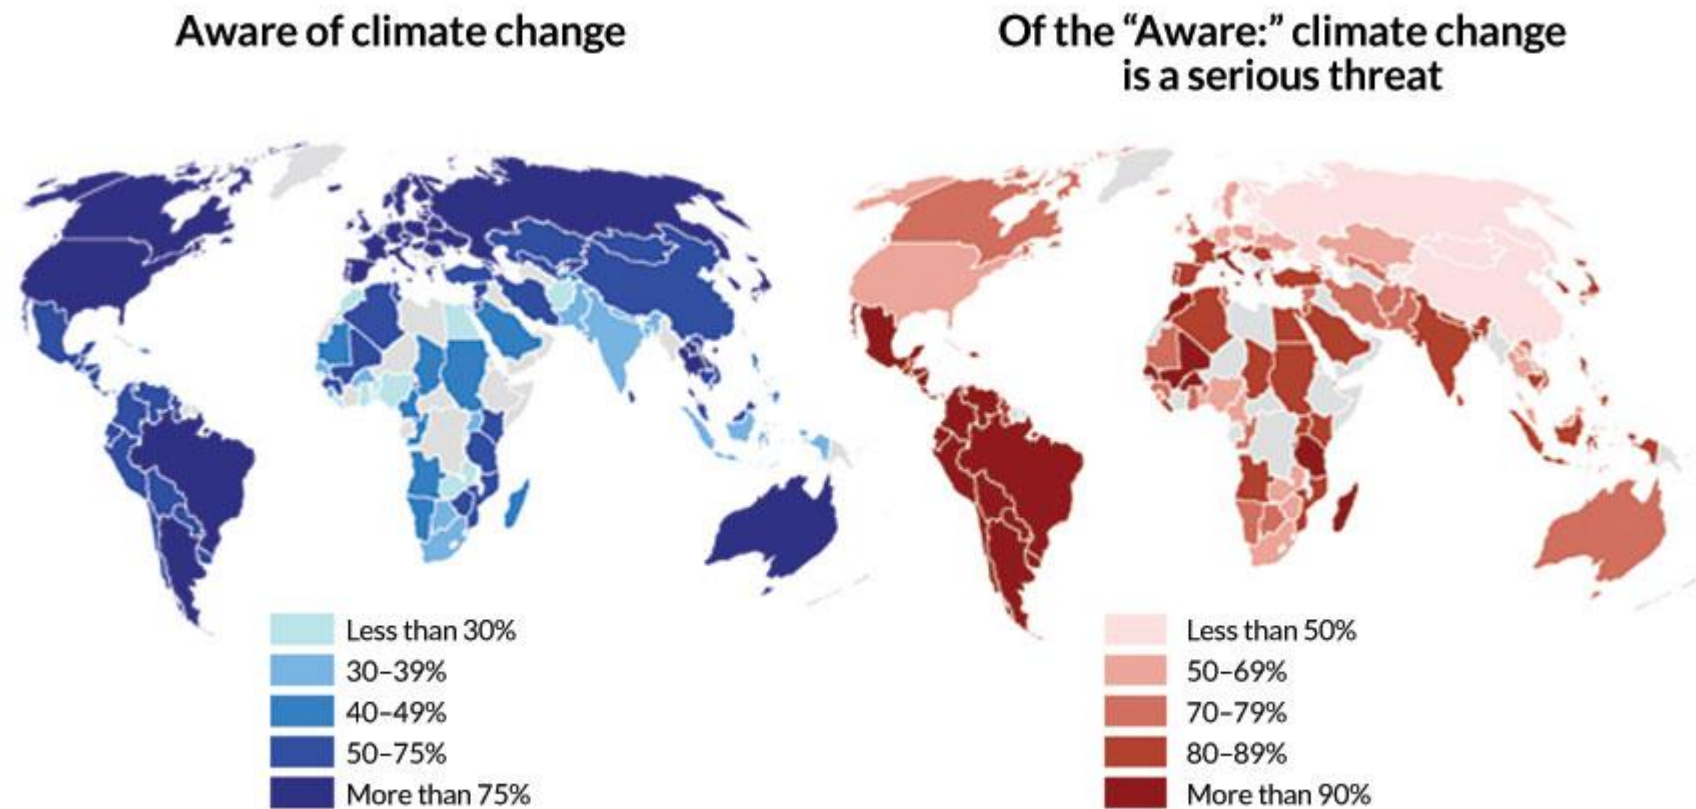 Aware of climate change
Of the “Aware:” climate change
is a serious threat
Less than 30%
30–39%
40–49%
50–75%
More than 75%
Less than 50%
50–69%
70–79%
80–89%
More than 90%